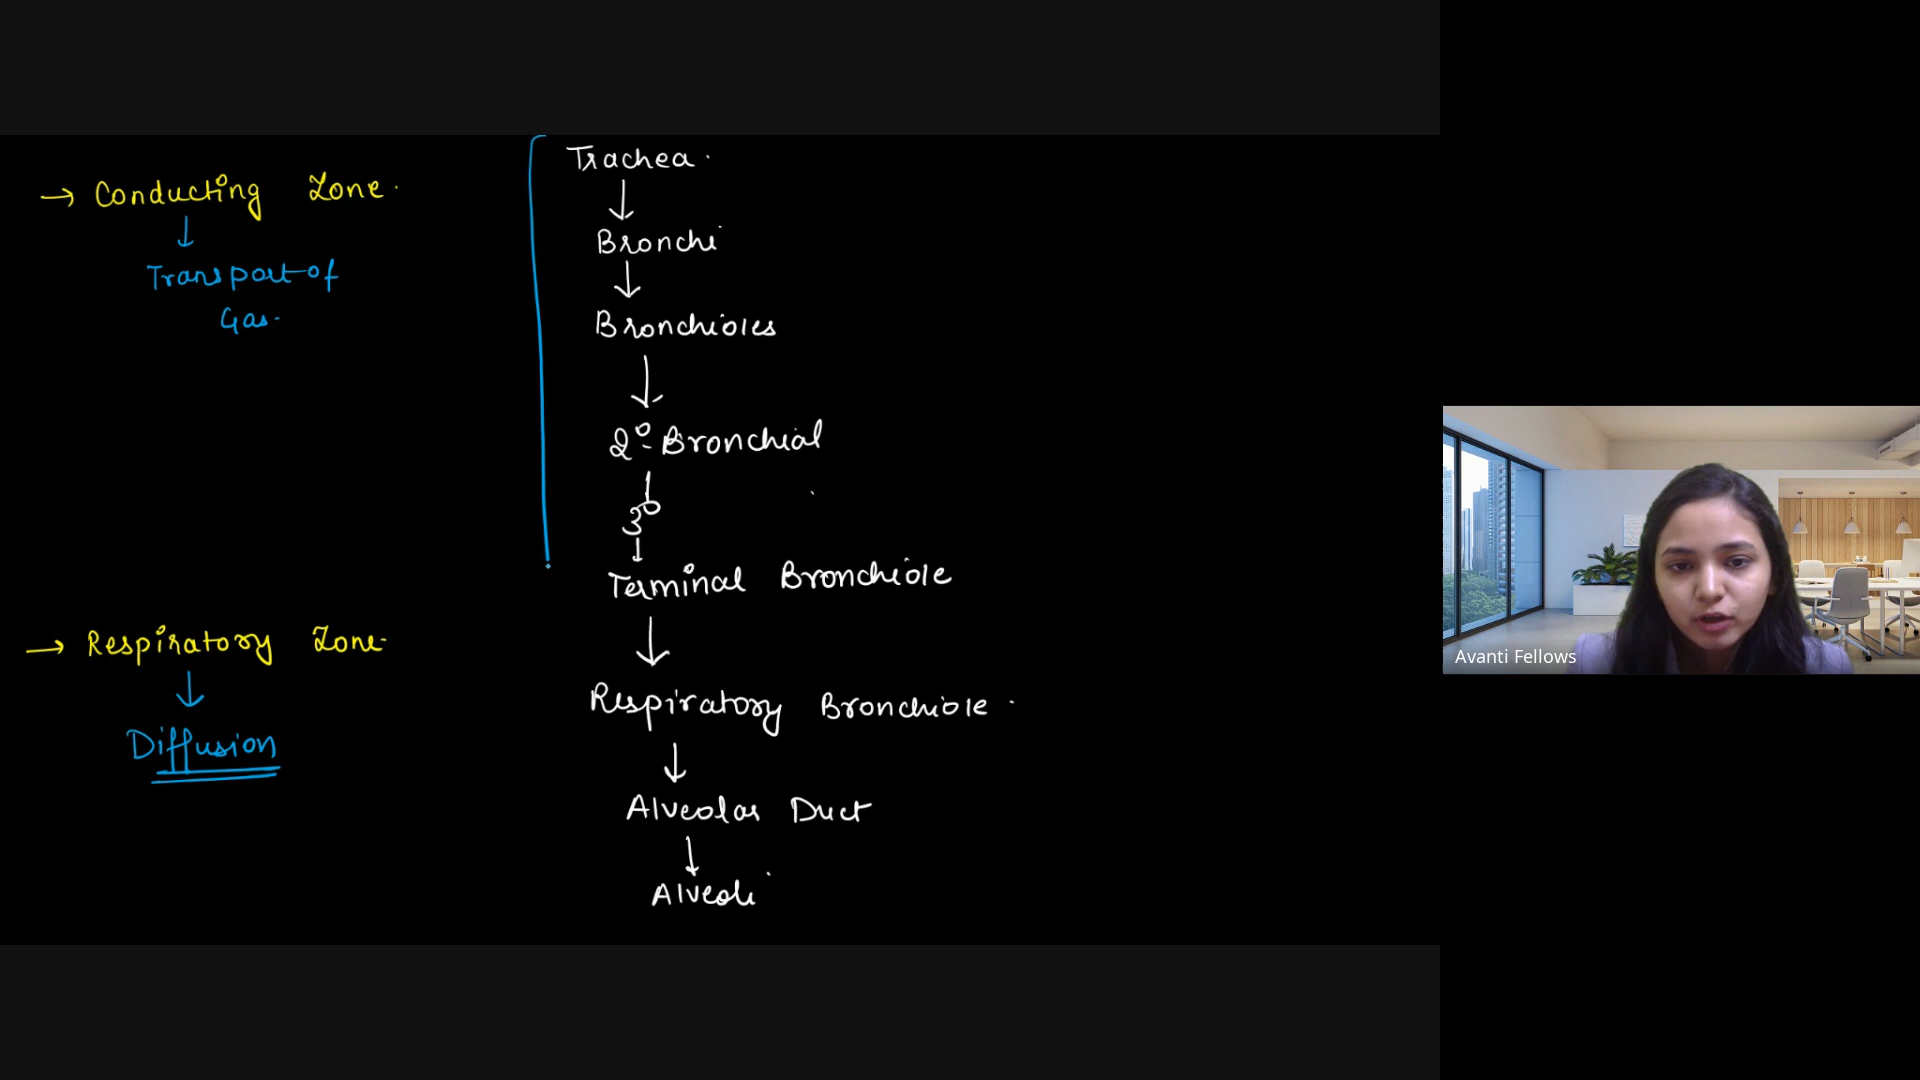 → Conducting Zone.
↓
Transport of
Gas.
→ Respiratory Zone.
↓
Diffusion
Trachea.
↓
Bronchi
↓
Bronchioles
↓
2° Bronchial
↓
3°
↓
Terminal Bronchiole
↓
Respiratory Bronchiole.
↓
Alveolar Duct
↓
Alveoli
Avanti Fellows